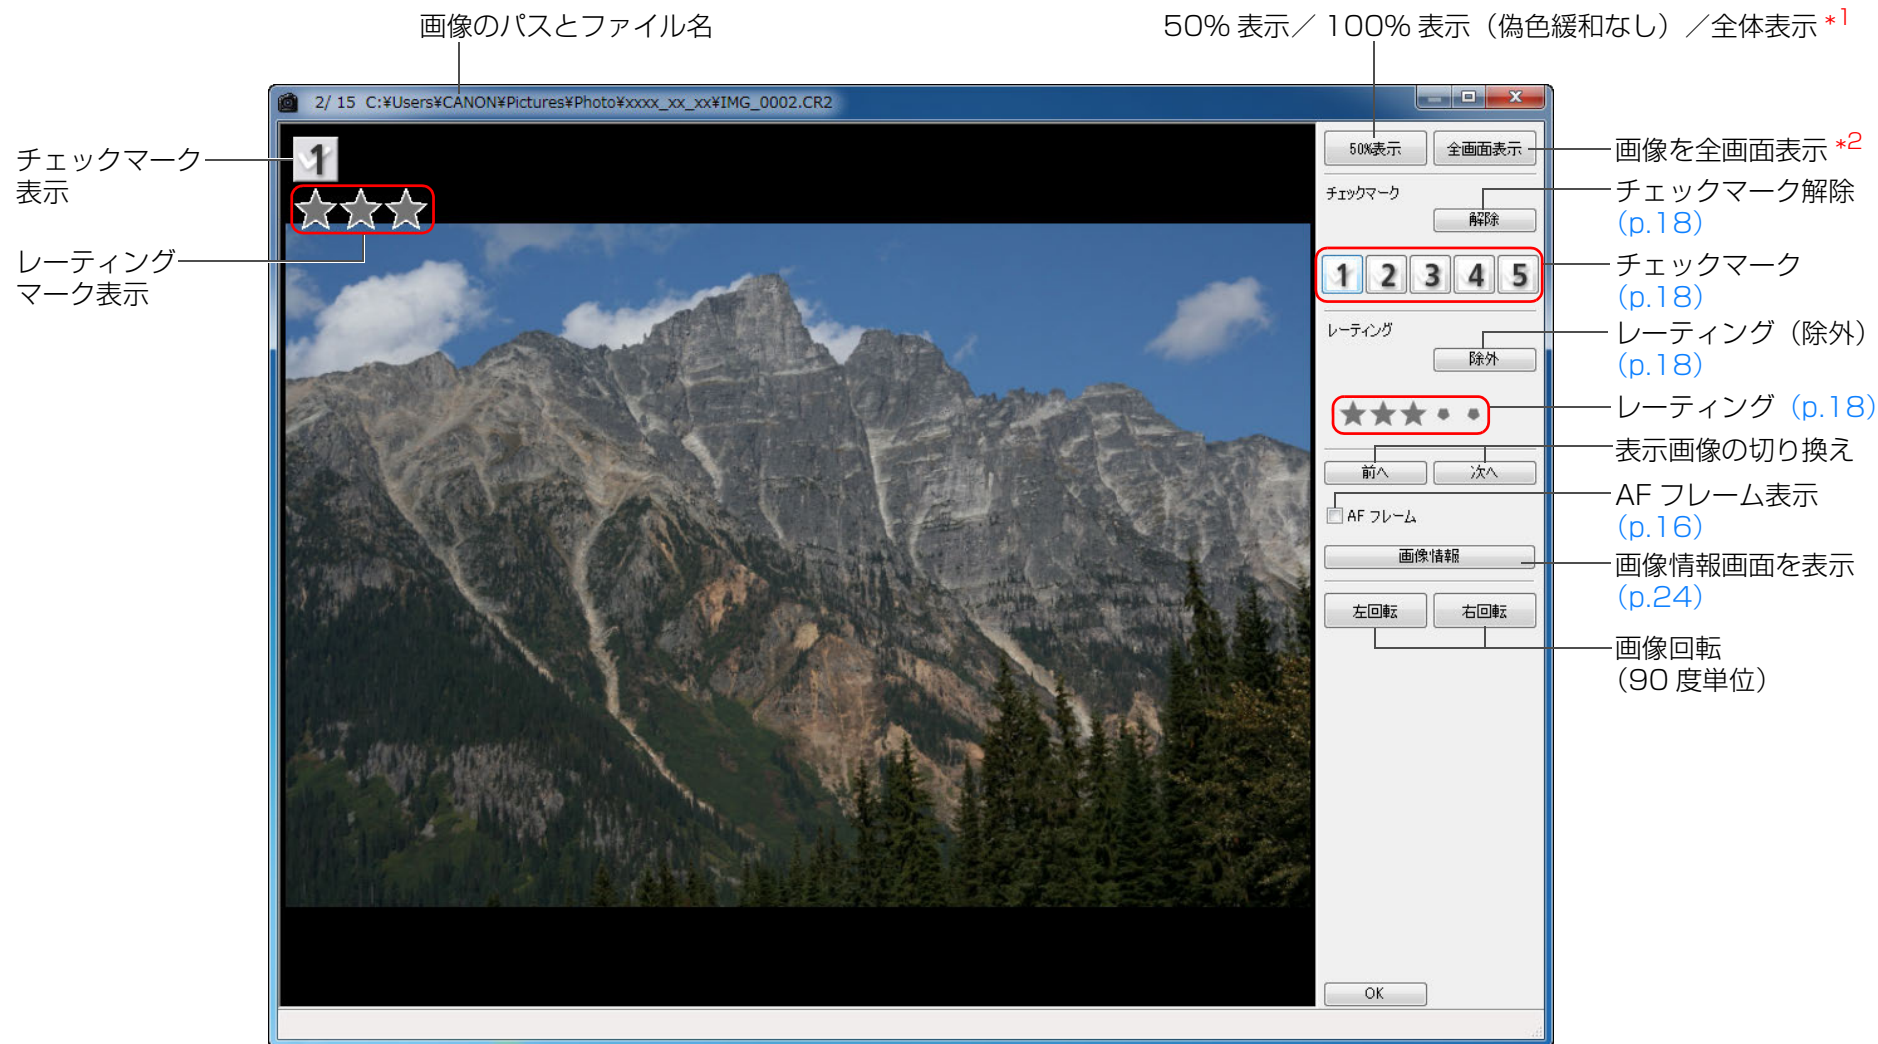 画像のパスとファイル名
50% 表示／ 100% 表示（偽色緩和なし）／全体表示 *1
2/ 15 C:¥Users¥CANON¥Pictures¥Photo¥xxxx_xx_xx¥IMG_0002.CR2
チェックマーク
表示
レーティング
マーク表示
1
50%表示
全画面表示
チェックマーク
解除
1 2 3 4 5
レーティング
除外
前へ
次へ
AF フレーム
画像情報
左回転
右回転
OK
画像を全画面表示 *2
チェックマーク解除
（p.18）
チェックマーク
（p.18）
レーティング（除外）
（p.18）
レーティング（p.18）
表示画像の切り換え
AF フレーム表示
（p.16）
画像情報画面を表示
（p.24）
画像回転
（90 度単位）